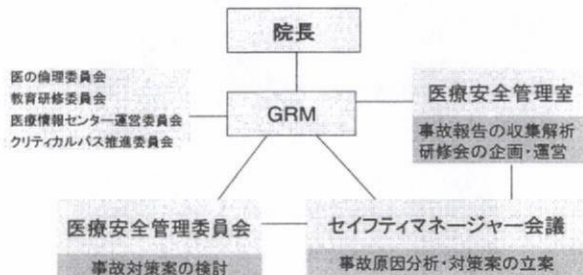 院長
医の倫理委員会
教育研修委員会
医療情報センター運営委員会
クリティカルパス推進委員会
GRM
医療安全管理室
事故報告の収集解析
研修会の企画・運営
医療安全管理委員会
事故対策案の検討
セイフティマネージャー会議
事故原因分析・対策案の立案